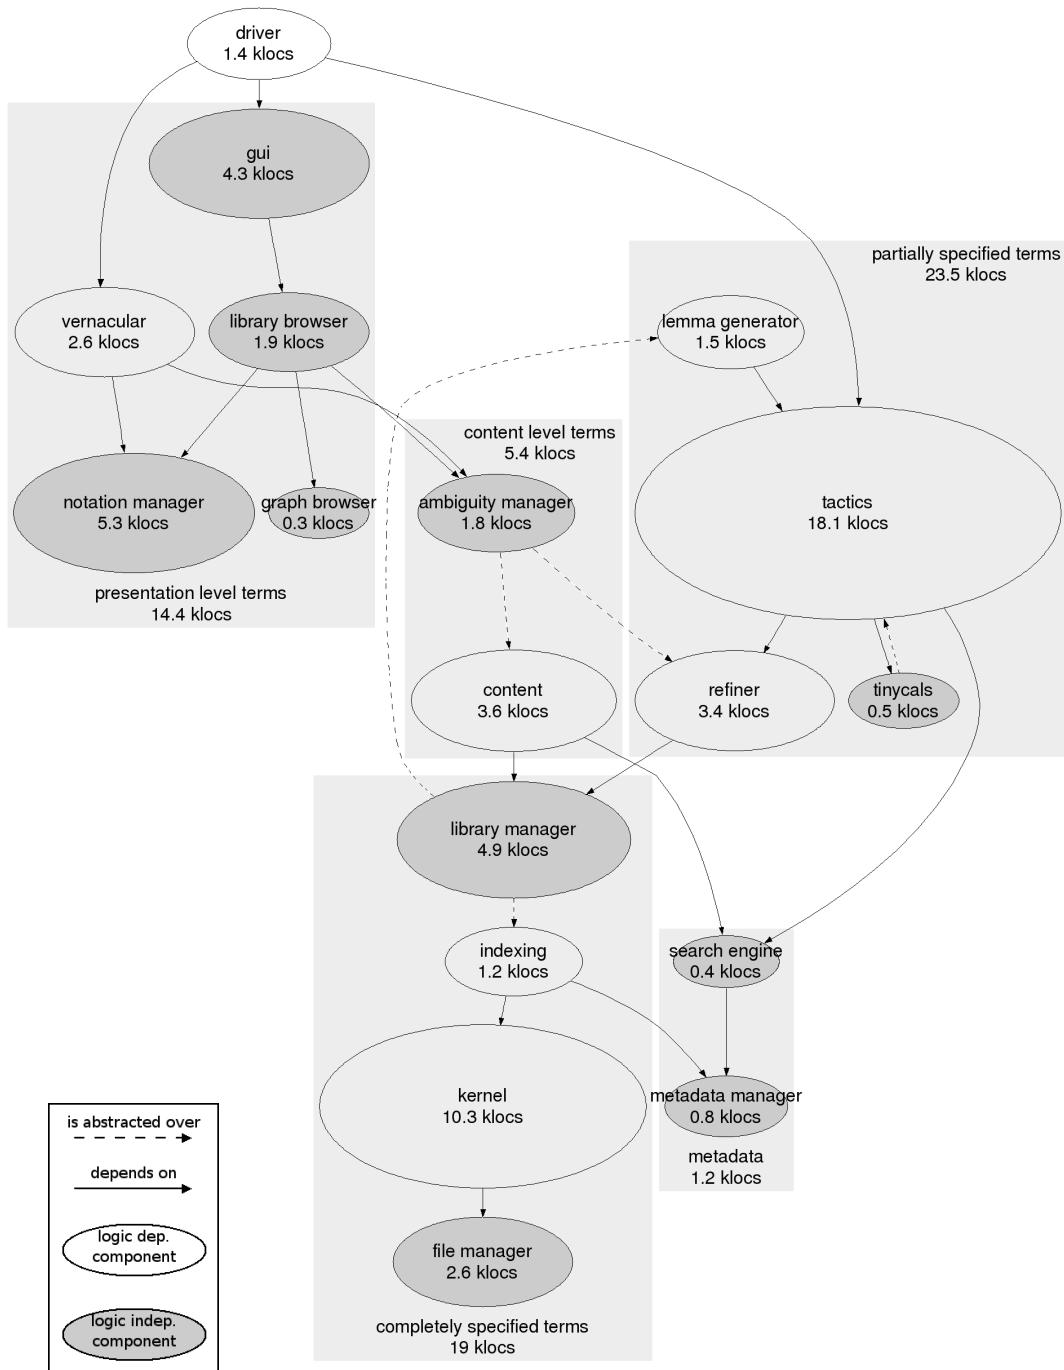 driver
1.4 klocs
gui
4.3 klocs
partially specified terms
23.5 klocs
vernacular
2.6 klocs
library browser
1.9 klocs
lemma generator
1.5 klocs
content level terms
5.4 klocs
notation manager
5.3 klocs
graph browser
0.3 klocs
ambiguity manager
1.8 klocs
tactics
18.1 klocs
presentation level terms
14.4 klocs
content
3.6 klocs
refiner
3.4 klocs
tinycals
0.5 klocs
library manager
4.9 klocs
indexing
1.2 klocs
search engine
0.4 klocs
kernel
10.3 klocs
metadata manager
0.8 klocs
metadata
1.2 klocs
file manager
2.6 klocs
completely specified terms
19 klocs
is abstracted over
depends on
logic dep.
component
logic indep.
component